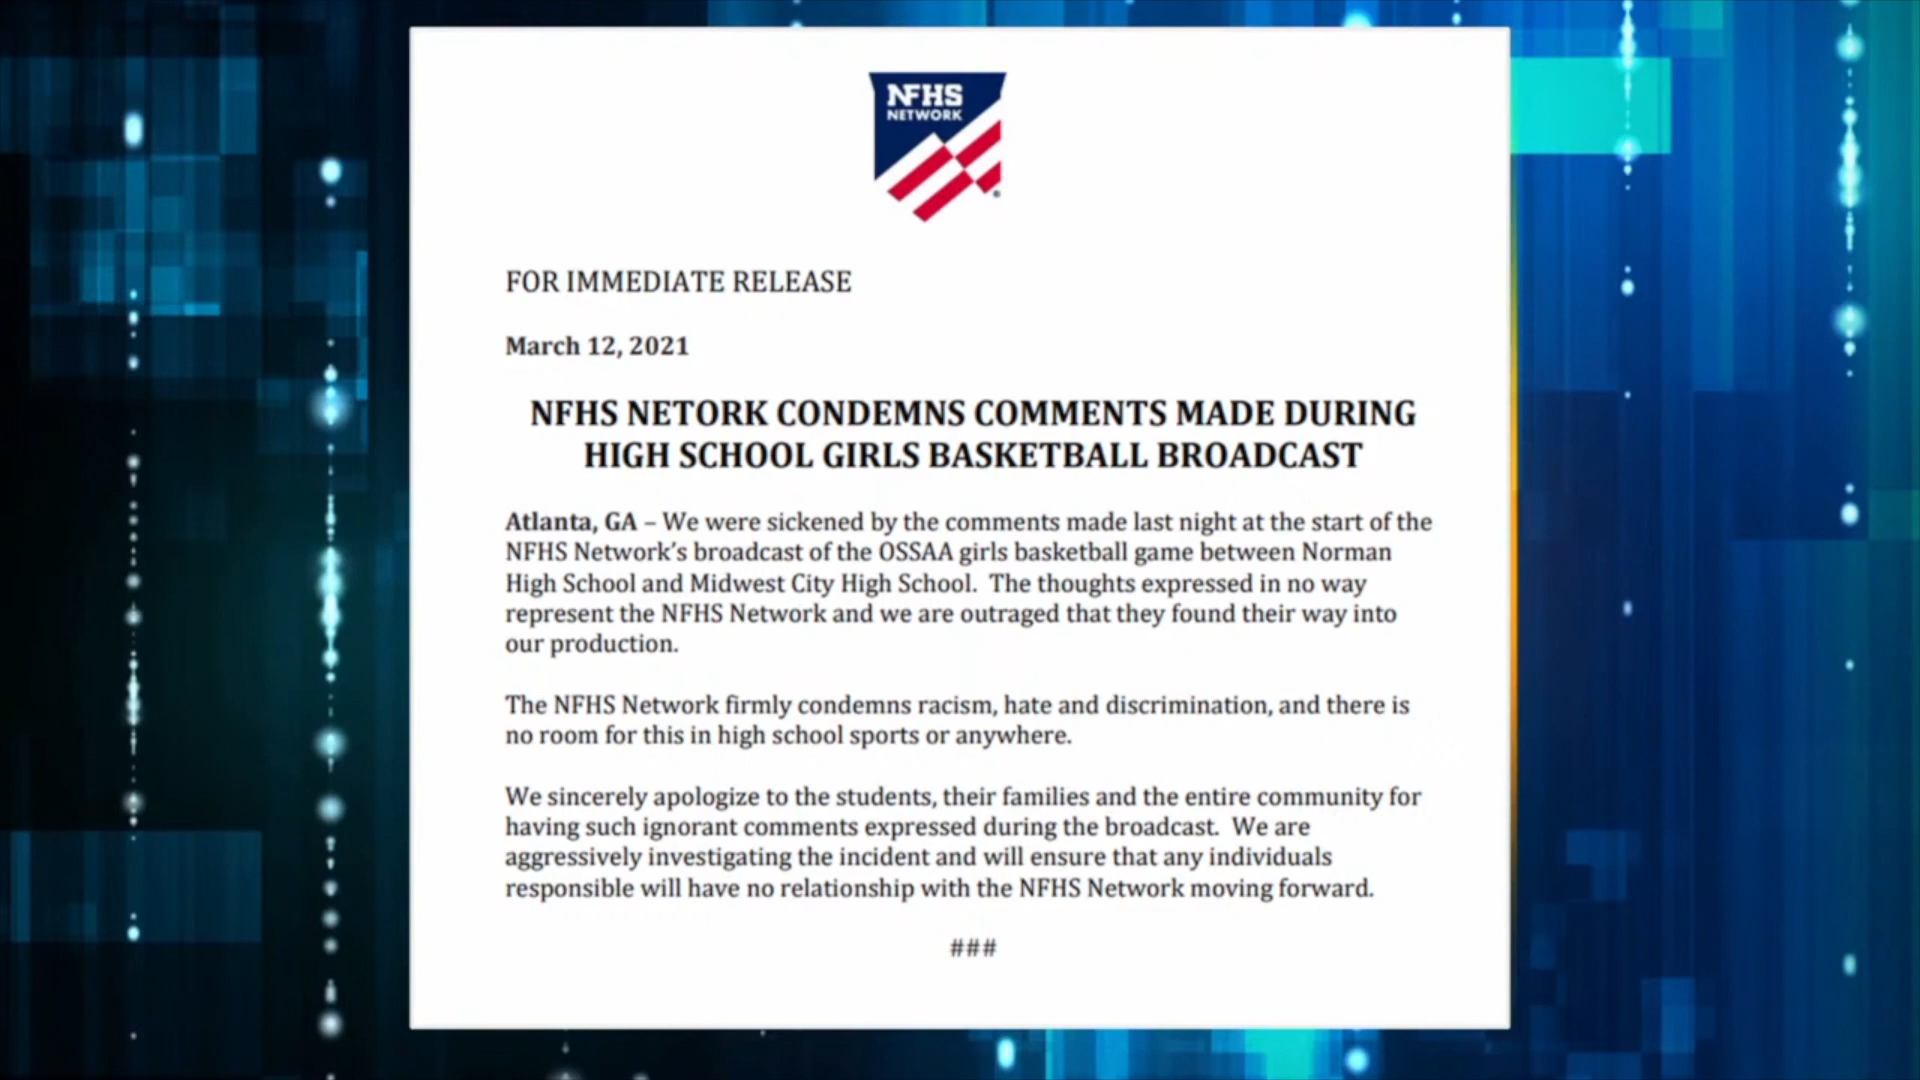 NFHS
NETWORK
FOR IMMEDIATE RELEASE
March 12, 2021
NFHS NETORK CONDEMNS COMMENTS MADE DURING
HIGH SCHOOL GIRLS BASKETBALL BROADCAST
Atlanta, GA – We were sickened by the comments made last night at the start of the
NFHS Network's broadcast of the OSSAA girls basketball game between Norman
High School and Midwest City High School.  The thoughts expressed in no way
represent the NFHS Network and we are outraged that they found their way into
our production.
The NFHS Network firmly condemns racism, hate and discrimination, and there is
no room for this in high school sports or anywhere.
We sincerely apologize to the students, their families and the entire community for
having such ignorant comments expressed during the broadcast.  We are
aggressively investigating the incident and will ensure that any individuals
responsible will have no relationship with the NFHS Network moving forward.
###